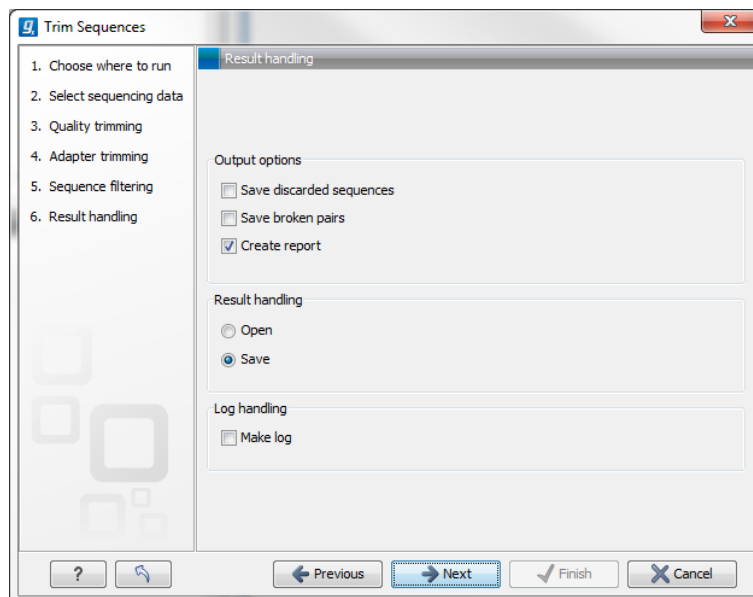 Trim Sequences
1. Choose where to run
2. Select sequencing data
3. Quality trimming
4. Adapter trimming
5. Sequence filtering
6. Result handling
Result handling
Output options
Save discarded sequences
Save broken pairs
Create report
Result handling
Open
Save
Log handling
Make log
?
Previous
Next
Finish
Cancel